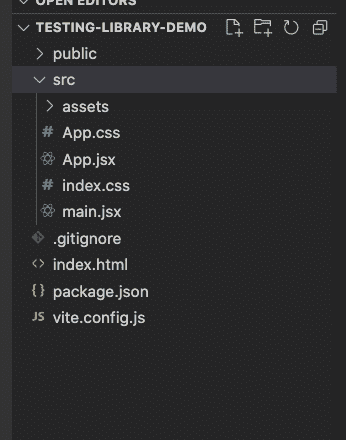 OPEN EDITORS
TESTING-LIBRARY-DEMO
public
src
assets
# App.css
App.jsx
# index.css
main.jsx
.gitignore
<> index.html
{} package.json
JS vite.config.js